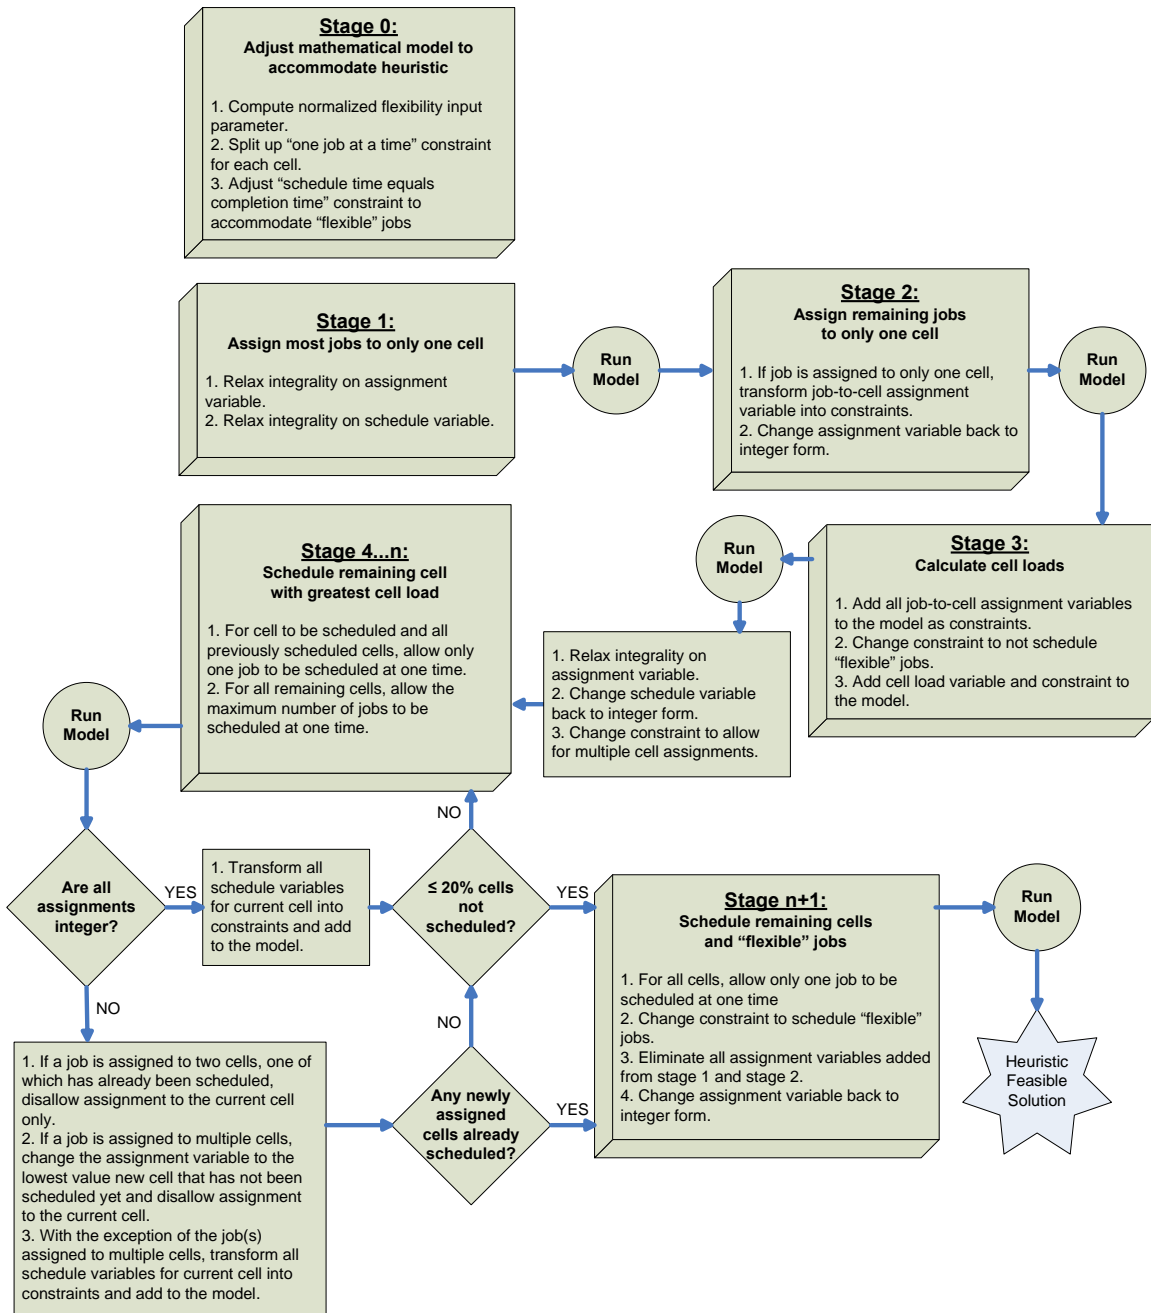 Stage 0:
Adjust mathematical model to
accommodate heuristic
1. Compute normalized flexibility input
parameter.
2. Split up “one job at a time” constraint
for each cell.
3. Adjust “schedule time equals
completion time” constraint to
accommodate “flexible” jobs
Stage 1:
Assign most jobs to only one cell
1. Relax integrality on assignment
variable.
2. Relax integrality on schedule variable.
Run
Model
Stage 2:
Assign remaining jobs
to only one cell
1. If job is assigned to only one cell,
transform job-to-cell assignment
variable into constraints.
2. Change assignment variable back to
integer form.
Run
Model
Stage 3:
Calculate cell loads
1. Add all job-to-cell assignment variables
to the model as constraints.
2. Change constraint to not schedule
“flexible” jobs.
3. Add cell load variable and constraint to
the model.
Run
Model
1. Relax integrality on
assignment variable.
2. Change schedule variable
back to integer form.
3. Change constraint to allow
for multiple cell assignments.
Stage 4...n:
Schedule remaining cell
with greatest cell load
1. For cell to be scheduled and all
previously scheduled cells, allow only
one job to be scheduled at one time.
2. For all remaining cells, allow the
maximum number of jobs to be
scheduled at one time.
Run
Model
Are all
assignments
integer?
YES
1. Transform all
schedule variables
for current cell into
constraints and add
to the model.
NO
≤ 20% cells
not
scheduled?
YES
NO
1. If a job is assigned to two cells, one of
which has already been scheduled,
disallow assignment to the current cell
only.
2. If a job is assigned to multiple cells,
change the assignment variable to the
lowest value new cell that has not been
scheduled yet and disallow assignment
to the current cell.
3. With the exception of the job(s)
assigned to multiple cells, transform all
schedule variables for current cell into
constraints and add to the model.
NO
Any newly
assigned
cells already
scheduled?
YES
Stage n+1:
Schedule remaining cells
and “flexible” jobs
1. For all cells, allow only one job to be
scheduled at one time
2. Change constraint to schedule “flexible”
jobs.
3. Eliminate all assignment variables added
from stage 1 and stage 2.
4. Change assignment variable back to
integer form.
Run
Model
Heuristic
Feasible
Solution